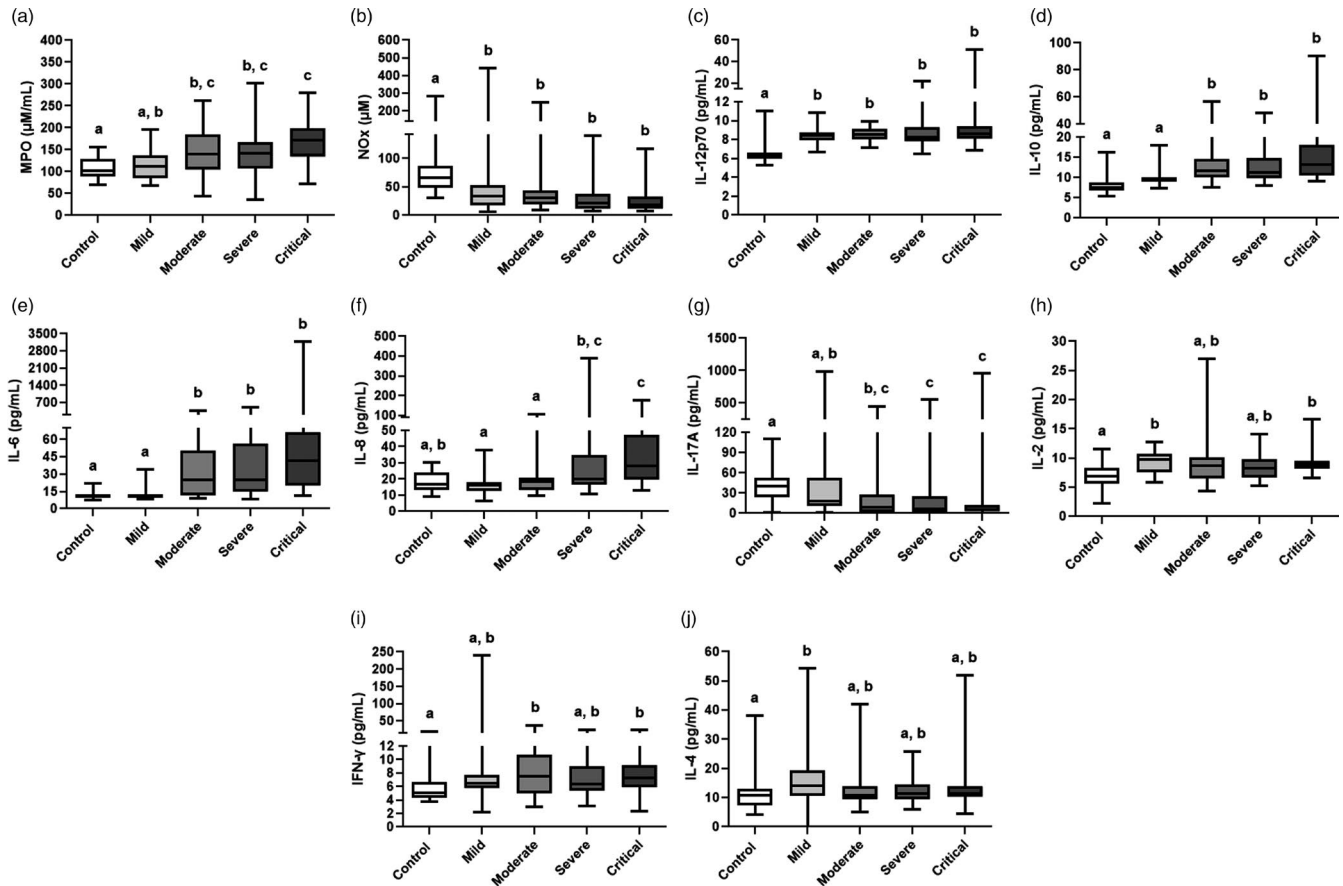 (a)
MPO (µM/mL)
400
350
300
250
200
150
100
50
0
a
a, b
b, c
b, c
c
Control
Mild
Moderate
Severe
Critical
(b)
NOx (µM)
600
500
400
300
200
100
50
0
a
b
b
b
b
Control
Mild
Moderate
Severe
Critical
(c)
IL-12p70 (pg/mL)
60
40
20
12
10
8
6
4
2
0
a
b
b
b
b
Control
Mild
Moderate
Severe
Critical
(d)
IL-10 (pg/mL)
100
80
60
40
20
15
10
5
0
a
a
b
b
b
Control
Mild
Moderate
Severe
Critical
(e)
IL-6 (pg/mL)
3500
2800
2100
1400
700
60
45
30
15
0
a
a
b
b
b
Control
Mild
Moderate
Severe
Critical
(f)
IL-8 (pg/mL)
500
400
300
200
100
50
40
30
20
10
0
a, b
a
a
b, c
c
Control
Mild
Moderate
Severe
Critical
(g)
IL-17A (pg/mL)
1500
1000
500
120
90
60
30
0
a
a, b
b, c
c
c
Control
Mild
Moderate
Severe
Critical
(h)
IL-2 (pg/mL)
30
25
20
15
10
5
0
a
b
a, b
a, b
b
Control
Mild
Moderate
Severe
Critical
(i)
IFN-γ (pg/mL)
250
200
150
100
50
12
10
8
6
4
2
0
a
a, b
b
a, b
b
Control
Mild
Moderate
Severe
Critical
(j)
IL-4 (pg/mL)
60
50
40
30
20
10
0
a
b
a, b
a, b
a, b
Control
Mild
Moderate
Severe
Critical